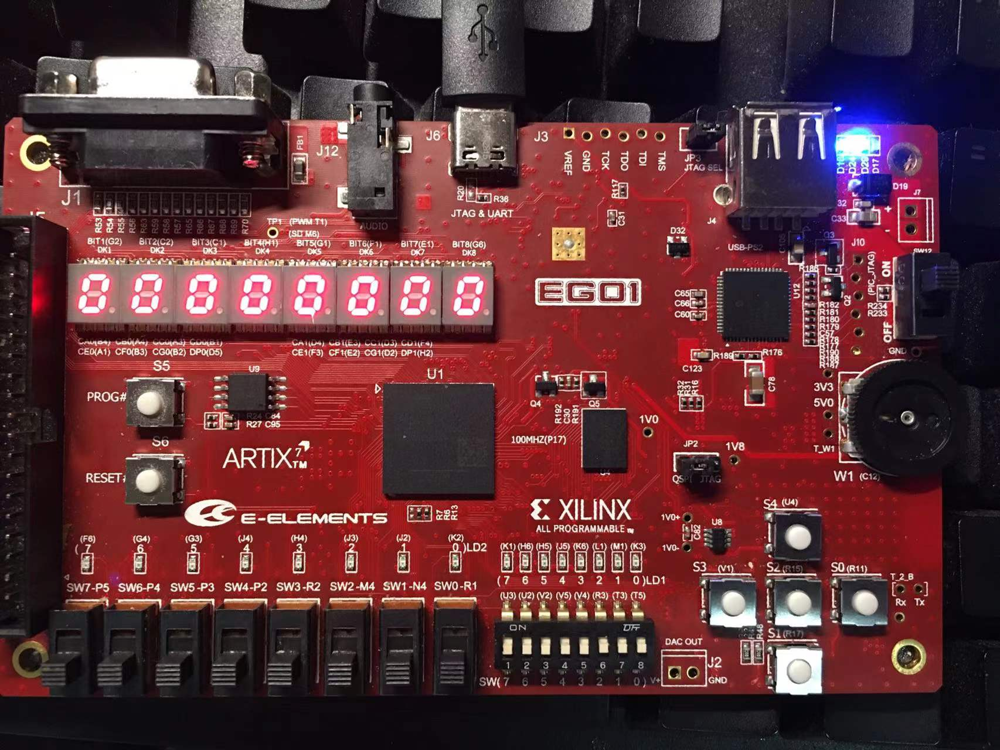 J6
J3
VREF
GND
TCK
TDO
TDI
TMS
JP3
JTAG SEL
FB1
J12
J1
R53
R54
R55
R56
R63
R59
R58
R57
R65
R66
R67
R68
R69
R70
R20
R36
JTAG & UART
R117
C31
J4
USB-PS2
D17
D19
J7
+
-
C33
AUDIO
TP1 (PWM T1)
(SD M6)
BIT1(G2) BIT2(C2) BIT3(C1) BIT4(H1) BIT5(G1) BIT6(F1) BIT7(E1) BIT8(G6)
DK1 DK2 DK3 DK4 DK5 DK6 DK7 DK8
0 0 0 0 0 0 0 0
CA0(B4) CB0(A4) CC0(A3) CD0(B1) CA1(D4) CB1(E3) CC1(D3) CD1(F4)
CE0(A1) CF0(B3) CG0(B2) DP0(D5) CE1(F3) CF1(E2) CG1(D2) DP1(H2)
D32
EGO1
C65
C66
C60
Q3
J10
(PIC_JTAG)
SW12
ON
OFF
R186
U12
Q2
R182
R181
R180
R179
C57
R178
R177
R190
R188
R187
R234
R233
GND
C123
R189
R176
C78
S5
PROG#
S6
RESET#
U9
R24 C84
R27 C95
U1
ARTIX 7 TM
E-ELEMENTS
R7
R6
R13
Q4
Q5
R192
C30
R191
1V0
100MHZ(P17)
R32
R31
R16
3V3
5V0
T_W1
W1 (C12)
JP2
1V8
QSPI JTAG
XILINX
ALL PROGRAMMABLE TM
1V0+
1V0-
C82
U8
S4 (U4)
S3 (V1)
S2 (R15)
S0 (R11)
S1 (R17)
T_2_B
Rx Tx
R48
(F6) (G4) (G3) (J4) (H4) (J3) (J2) (K2)
(7 6 5 4 3 2 1 0)LD2
SW7-P5 SW6-P4 SW5-P3 SW4-P2 SW3-R2 SW2-M4 SW1-N4 SW0-R1
(K1) (H6) (H5) (J5) (K6) (L1) (M1) (K3)
(7 6 5 4 3 2 1 0)LD1
(U3) (U2) (V2) (V5) (V4) (R3) (T3) (T5)
ON
1 2 3 4 5 6 7 8
SW(7 6 5 4 3 2 1 0)
DAC OUT
J2
V+
GND